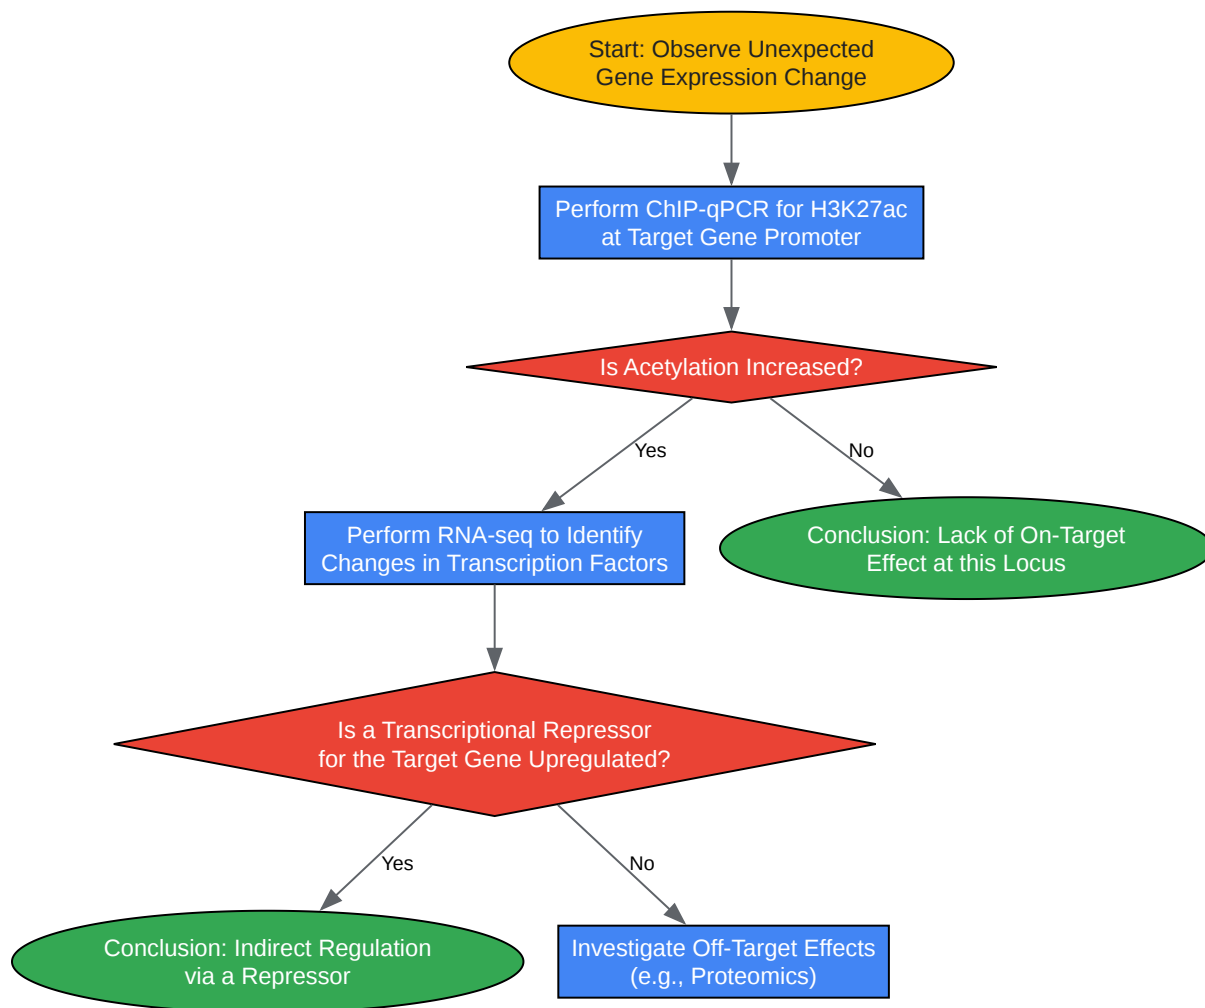 Start: Observe Unexpected
Gene Expression Change
Perform ChIP-qPCR for H3K27ac
at Target Gene Promoter
Is Acetylation Increased?
Yes
No
Perform RNA-seq to Identify
Changes in Transcription Factors
Conclusion: Lack of On-Target
Effect at this Locus
Is a Transcriptional Repressor
for the Target Gene Upregulated?
Yes
No
Conclusion: Indirect Regulation
via a Repressor
Investigate Off-Target Effects
(e.g., Proteomics)